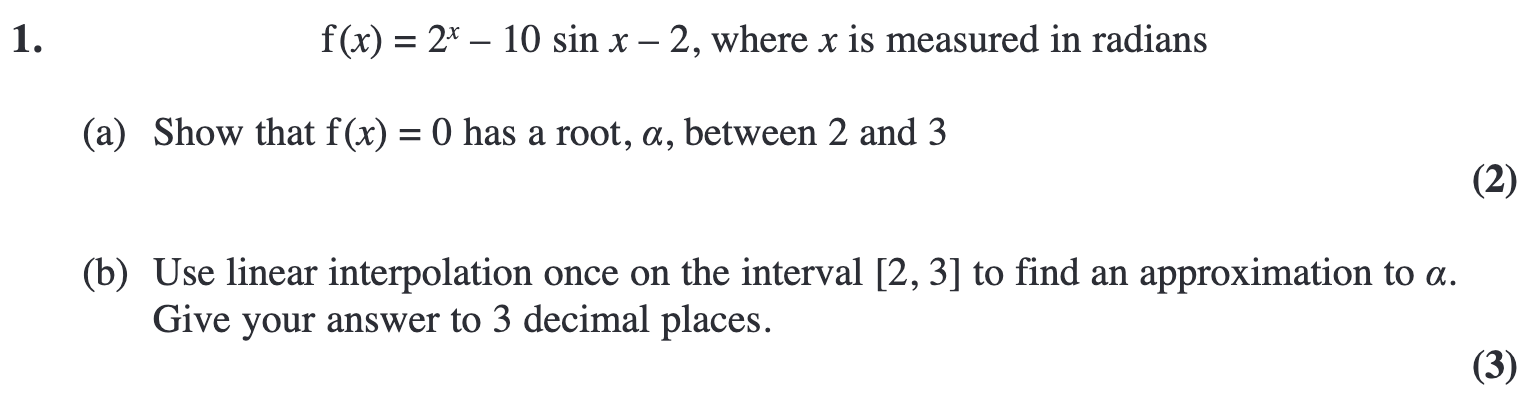 1. f(x) = 2ˣ – 10 sin x – 2, where x is measured in radians
(a) Show that f(x) = 0 has a root, α, between 2 and 3
(2)
(b) Use linear interpolation once on the interval [2, 3] to find an approximation to α.
Give your answer to 3 decimal places.
(3)